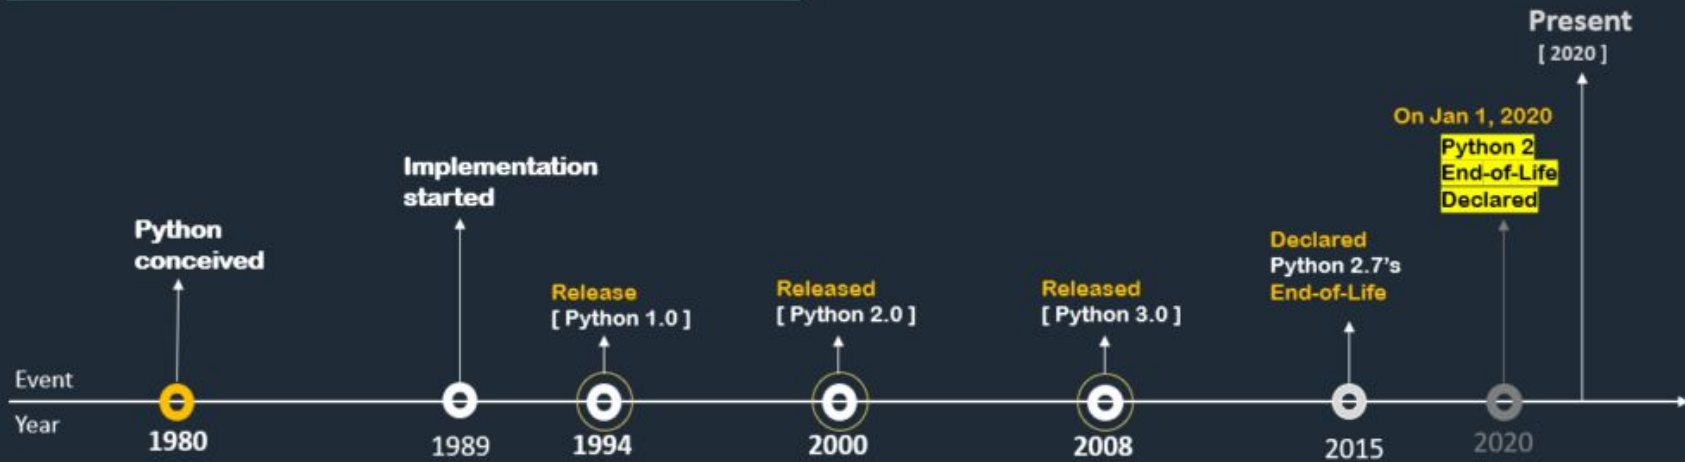 Present
[ 2020 ]
On Jan 1, 2020
Python 2
End-of-Life
Declared
Implementation
started
Python
conceived
Declared
Python 2.7's
End-of-Life
Release
[ Python 1.0 ]
Released
[ Python 2.0 ]
Released
[ Python 3.0 ]
Event
Year
1980
1989
1994
2000
2008
2015
2020